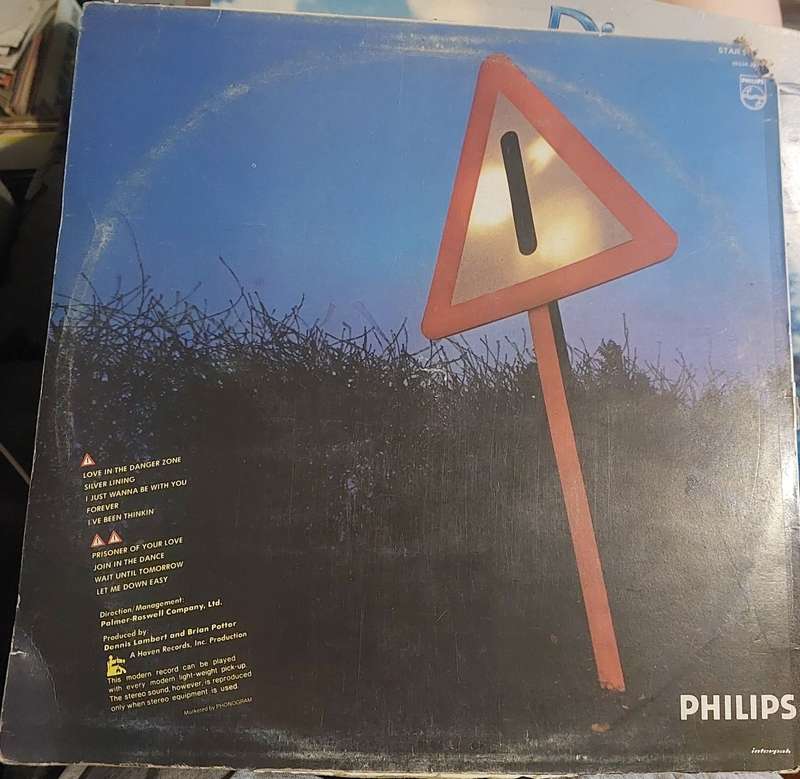 Di
STAR
PHILIPS
LOVE IN THE DANGER ZONE
SILVER LINING
I JUST WANNA BE WITH YOU
FOREVER
I'VE BEEN THINKIN
PRISONER OF YOUR LOVE
JOIN IN THE DANCE
WAIT UNTIL TOMORROW
LET ME DOWN EASY
Direction/Management:
Palmer-Roswell Company, Ltd.
Produced by:
Dennis Lambert and Brian Potter
A Haven Records, Inc. Production
This modern record can be played
with every modern light-weight pick-up.
The stereo sound, however, is reproduced
only when stereo equipment is used.
Marketed by PHONOGRAM
PHILIPS
interpak